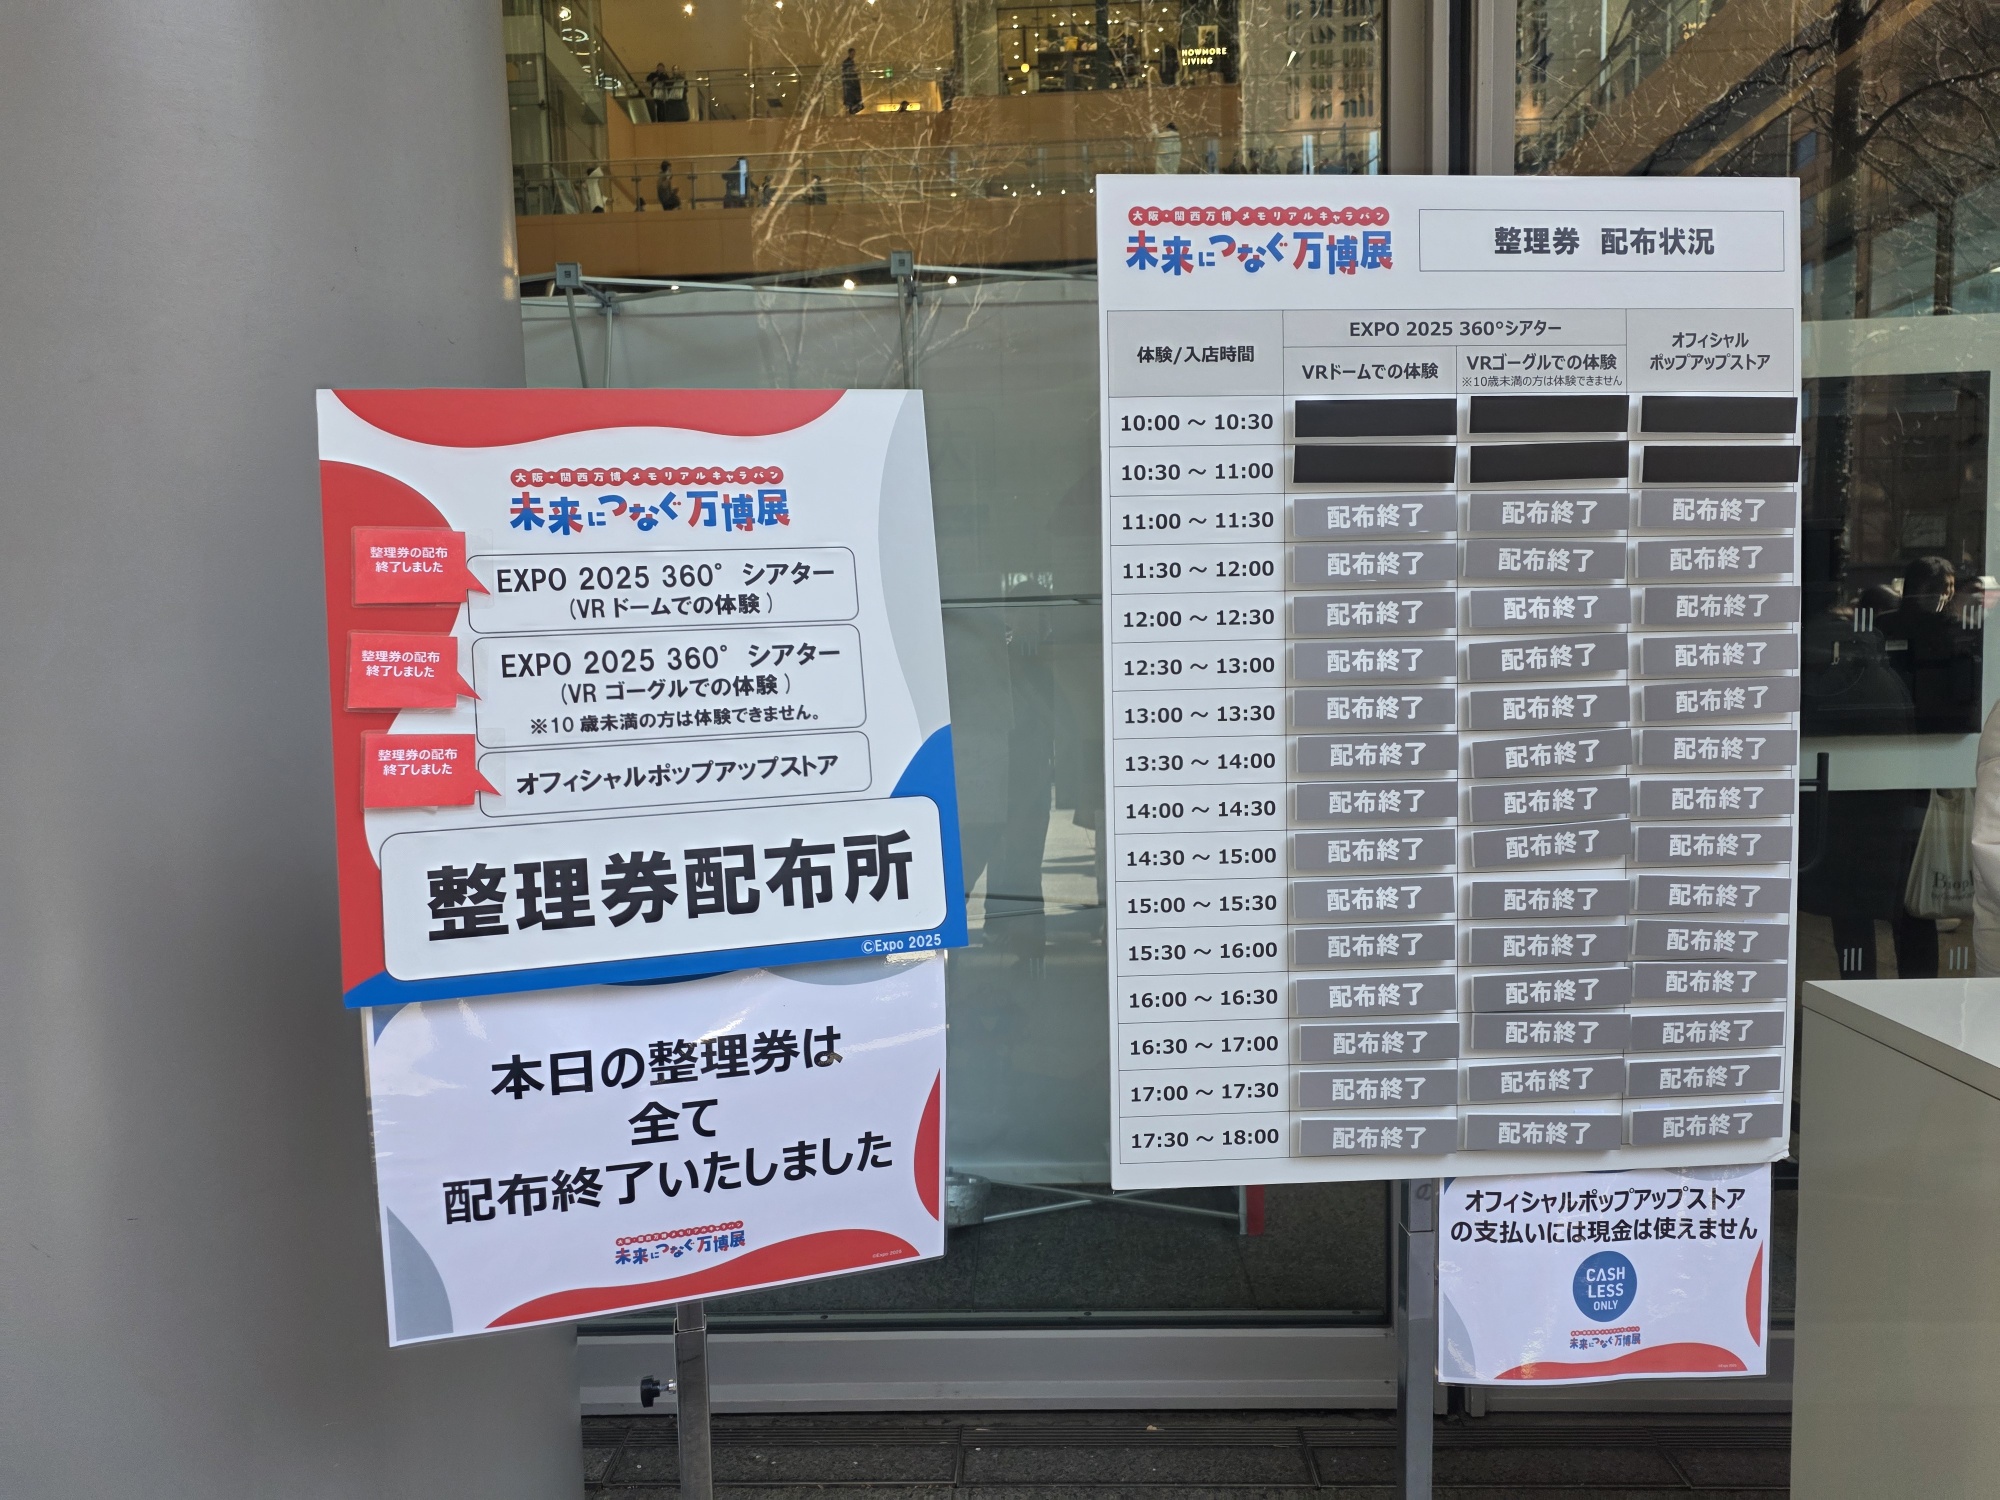 HOWMORE
LIVING
大阪・関西万博メモリアルキャラバン
未来につなぐ万博展
整理券の配布
終了しました
EXPO 2025 360° シアター
(VR ドームでの体験)
整理券の配布
終了しました
EXPO 2025 360° シアター
(VR ゴーグルでの体験)
※10 歳未満の方は体験できません。
整理券の配布
終了しました
オフィシャルポップアップストア
整理券配布所
©Expo 2025
本日の整理券は
全て
配布終了いたしました
大阪・関西万博メモリアルキャラバン
未来につなぐ万博展
©Expo 2025
大阪・関西万博メモリアルキャラバン
未来につなぐ万博展
整理券 配布状況
体験/入店時間
EXPO 2025 360°シアター
VRドームでの体験
VRゴーグルでの体験
※10歳未満の方は体験できません
オフィシャル
ポップアップストア
10:00 ～ 10:30
10:30 ～ 11:00
11:00 ～ 11:30 配布終了 配布終了 配布終了
11:30 ～ 12:00 配布終了 配布終了 配布終了
12:00 ～ 12:30 配布終了 配布終了 配布終了
12:30 ～ 13:00 配布終了 配布終了 配布終了
13:00 ～ 13:30 配布終了 配布終了 配布終了
13:30 ～ 14:00 配布終了 配布終了 配布終了
14:00 ～ 14:30 配布終了 配布終了 配布終了
14:30 ～ 15:00 配布終了 配布終了 配布終了
15:00 ～ 15:30 配布終了 配布終了 配布終了
15:30 ～ 16:00 配布終了 配布終了 配布終了
16:00 ～ 16:30 配布終了 配布終了 配布終了
16:30 ～ 17:00 配布終了 配布終了 配布終了
17:00 ～ 17:30 配布終了 配布終了 配布終了
17:30 ～ 18:00 配布終了 配布終了 配布終了
オフィシャルポップアップストア
の支払いには現金は使えません
CASH
LESS
ONLY
未来につなぐ万博展